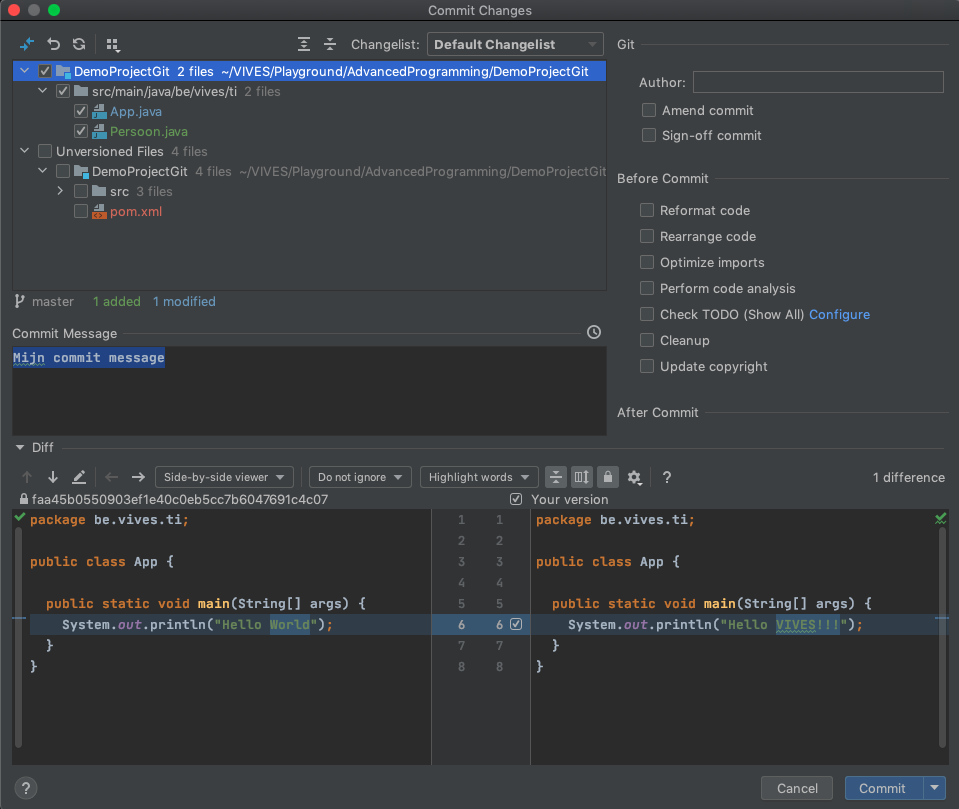 Commit Changes
Changelist: Default Changelist
DemoProjectGit 2 files ~/VIVES/Playground/AdvancedProgramming/DemoProjectGit
src/main/java/be/vives/ti 2 files
App.java
Persoon.java
Unversioned Files 4 files
DemoProjectGit 4 files ~/VIVES/Playground/AdvancedProgramming/DemoProjectGit
src 3 files
pom.xml
master 1 added 1 modified
Commit Message
Mijn commit message
Git
Author:
Amend commit
Sign-off commit
Before Commit
Reformat code
Rearrange code
Optimize imports
Perform code analysis
Check TODO (Show All) Configure
Cleanup
Update copyright
After Commit
Diff
Side-by-side viewer Do not ignore Highlight words ? 1 difference
faa45b0550903ef1e40c0eb5cc7b6047691c4c07 Your version
package be.vives.ti; 1 1 package be.vives.ti;
2 2
public class App { 3 3 public class App {
4 4
public static void main(String[] args) { 5 5 public static void main(String[] args) {
System.out.println("Hello World"); 6 6 System.out.println("Hello VIVES!!!");
} 7 7 }
} 8 8 }
? Cancel Commit